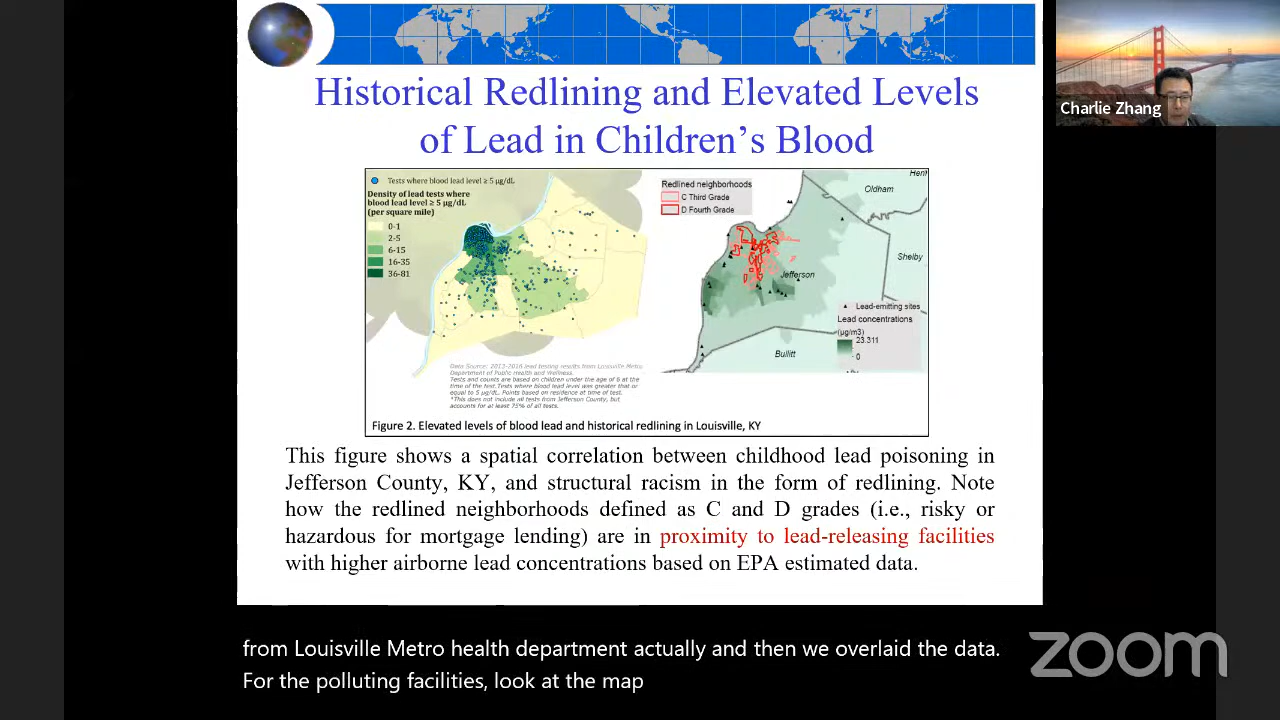 Historical Redlining and Elevated Levels
of Lead in Children's Blood
Charlie Zhang
Tests where blood lead level ≥ 5 µg/dL
Density of lead tests where
blood lead level ≥ 5 µg/dL
(per square mile)
0-1
2-5
6-15
16-35
36-81
Data Source: 2013-2018 lead testing results from Louisville Metro
Department of Public Health and Wellness.
Tests and counts are based on children under the age of 6 at the
time of the test. Tests where blood lead level was greater that or
equal to 5 µg/dL. Points based on residence at time of test.
*This does not include all tests from Jefferson County, but
accounts for at least 75% of all tests.
Redlined neighborhoods
C Third Grade
D Fourth Grade
Henr
Oldham
Shelby
Jefferson
Bullitt
Lead-emitting sites
Lead concentrations
(µg/m3)
23.311
0
Figure 2. Elevated levels of blood lead and historical redlining in Louisville, KY
This figure shows a spatial correlation between childhood lead poisoning in
Jefferson County, KY, and structural racism in the form of redlining. Note
how the redlined neighborhoods defined as C and D grades (i.e., risky or
hazardous for mortgage lending) are in proximity to lead-releasing facilities
with higher airborne lead concentrations based on EPA estimated data.
from Louisville Metro health department actually and then we overlaid the data.
For the polluting facilities, look at the map
zoom